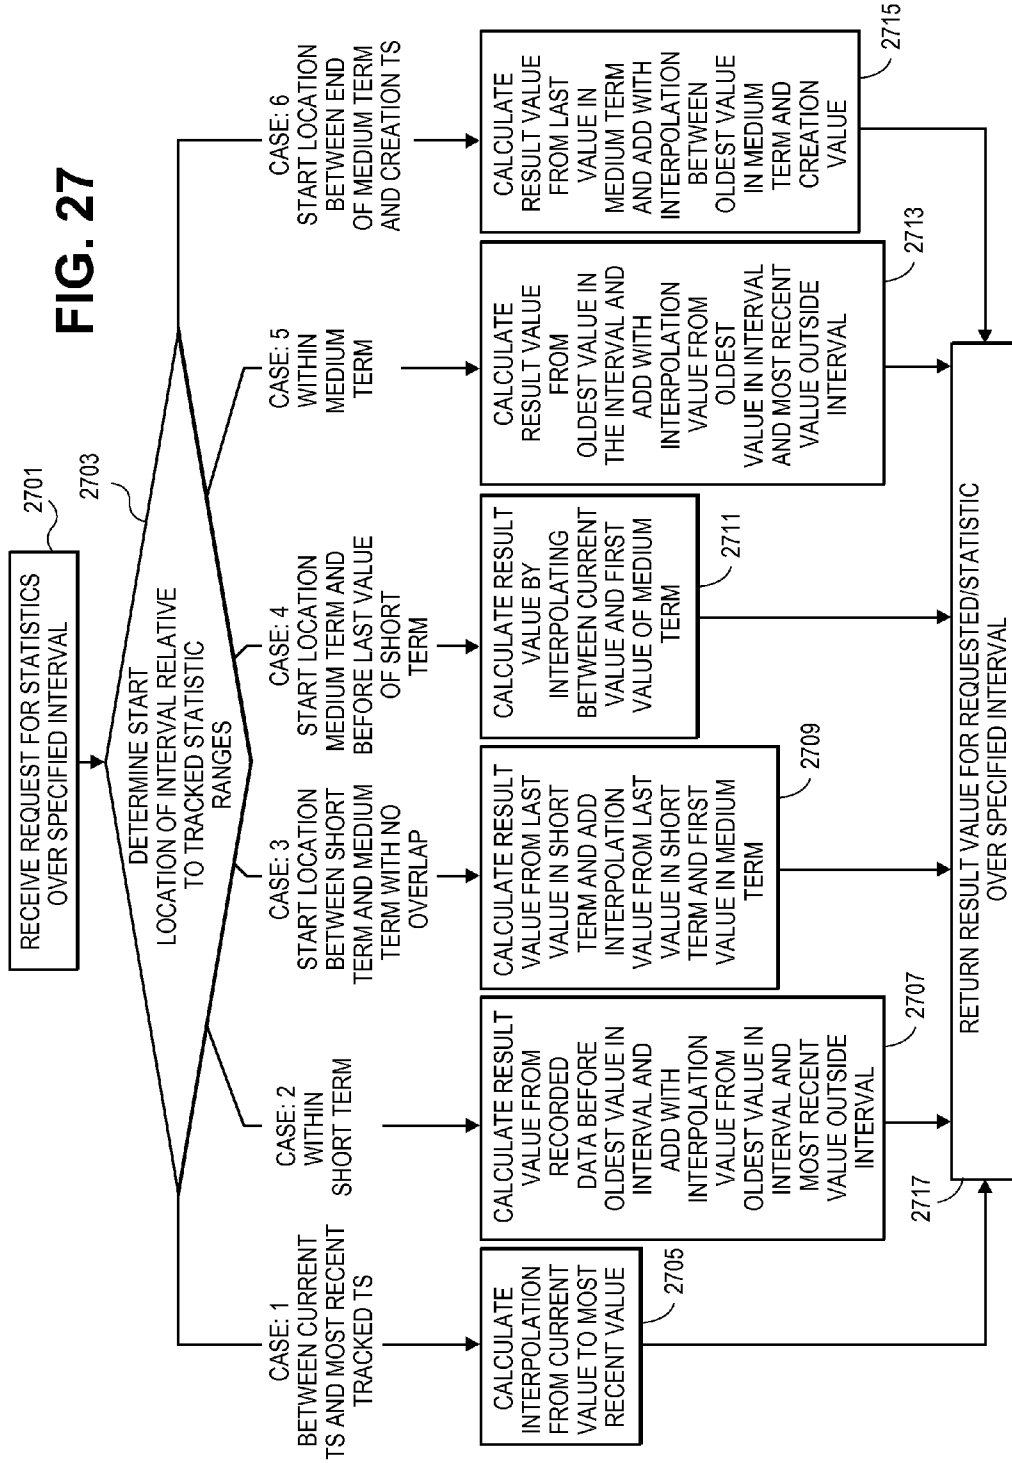 FIG. 27
RECEIVE REQUEST FOR STATISTICS
OVER SPECIFIED INTERVAL
2701
DETERMINE START
LOCATION OF INTERVAL RELATIVE
TO TRACKED STATISTIC
RANGES
2703
CASE: 1
BETWEEN CURRENT
TS AND MOST RECENT
TRACKED TS
CASE: 2
WITHIN
SHORT TERM
CASE: 3
START LOCATION
BETWEEN SHORT
TERM AND MEDIUM
TERM WITH NO
OVERLAP
CASE: 4
START LOCATION
MEDIUM TERM AND
BEFORE LAST VALUE
OF SHORT
TERM
CASE: 5
WITHIN
MEDIUM
TERM
CASE: 6
START LOCATION
BETWEEN END
OF MEDIUM TERM
AND CREATION TS
CALCULATE
INTERPOLATION
FROM CURRENT
VALUE TO MOST
RECENT VALUE
2705
CALCULATE RESULT
VALUE FROM
RECORDED
DATA BEFORE
OLDEST VALUE IN
INTERVAL AND
ADD WITH
INTERPOLATION
VALUE FROM
OLDEST VALUE IN
INTERVAL AND
MOST RECENT
VALUE OUTSIDE
INTERVAL
2707
CALCULATE RESULT
VALUE FROM LAST
VALUE IN SHORT
TERM AND ADD
INTERPOLATION
VALUE FROM LAST
VALUE IN SHORT
TERM AND FIRST
VALUE IN MEDIUM
TERM
2709
CALCULATE RESULT
VALUE BY
INTERPOLATING
BETWEEN CURRENT
VALUE AND FIRST
VALUE OF MEDIUM
TERM
2711
CALCULATE
RESULT VALUE
FROM
OLDEST VALUE IN
THE INTERVAL AND
ADD WITH
INTERPOLATION
VALUE FROM
OLDEST
VALUE IN INTERVAL
AND MOST RECENT
VALUE OUTSIDE
INTERVAL
2713
CALCULATE
RESULT VALUE
FROM LAST
VALUE IN
MEDIUM TERM
AND ADD WITH
INTERPOLATION
BETWEEN
OLDEST VALUE
IN MEDIUM
TERM AND
CREATION
VALUE
2715
RETURN RESULT VALUE FOR REQUESTED/STATISTIC
OVER SPECIFIED INTERVAL
2717